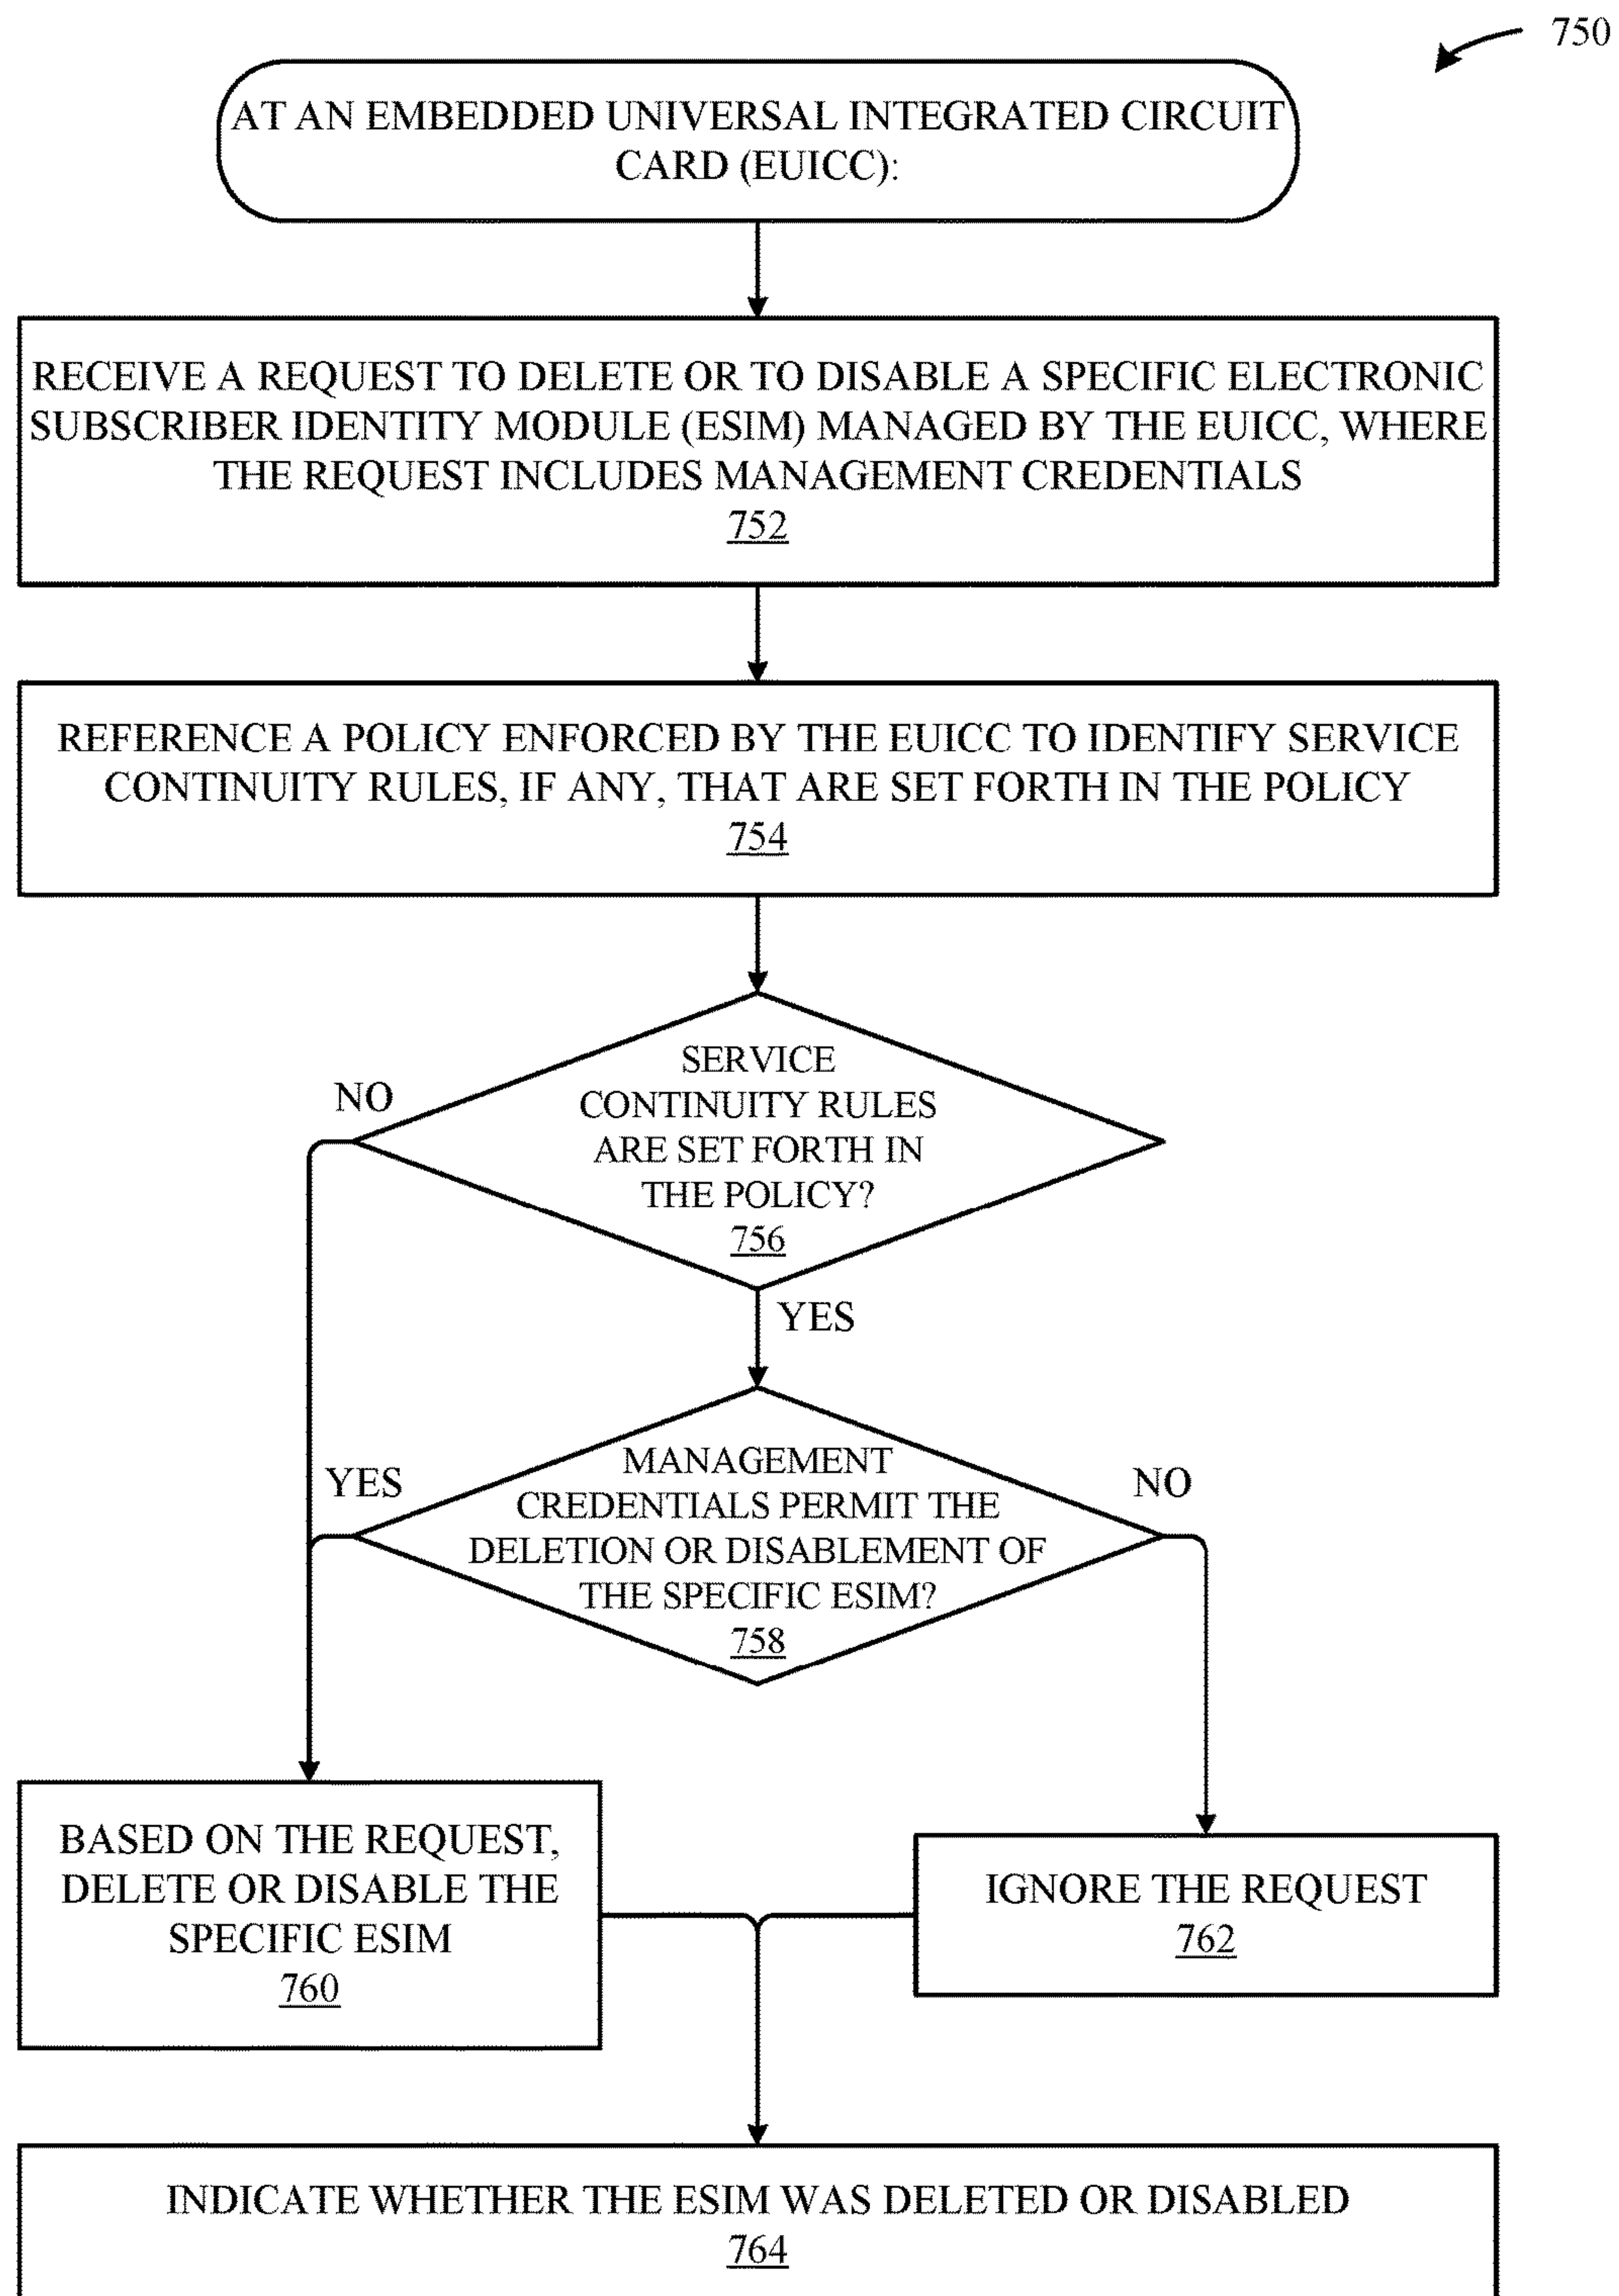 750
AT AN EMBEDDED UNIVERSAL INTEGRATED CIRCUIT
CARD (EUICC):
RECEIVE A REQUEST TO DELETE OR TO DISABLE A SPECIFIC ELECTRONIC
SUBSCRIBER IDENTITY MODULE (ESIM) MANAGED BY THE EUICC, WHERE
THE REQUEST INCLUDES MANAGEMENT CREDENTIALS
752
REFERENCE A POLICY ENFORCED BY THE EUICC TO IDENTIFY SERVICE
CONTINUITY RULES, IF ANY, THAT ARE SET FORTH IN THE POLICY
754
SERVICE
CONTINUITY RULES
ARE SET FORTH IN
THE POLICY?
756
NO
YES
MANAGEMENT
CREDENTIALS PERMIT THE
DELETION OR DISABLEMENT OF
THE SPECIFIC ESIM?
758
YES
NO
BASED ON THE REQUEST,
DELETE OR DISABLE THE
SPECIFIC ESIM
760
IGNORE THE REQUEST
762
INDICATE WHETHER THE ESIM WAS DELETED OR DISABLED
764